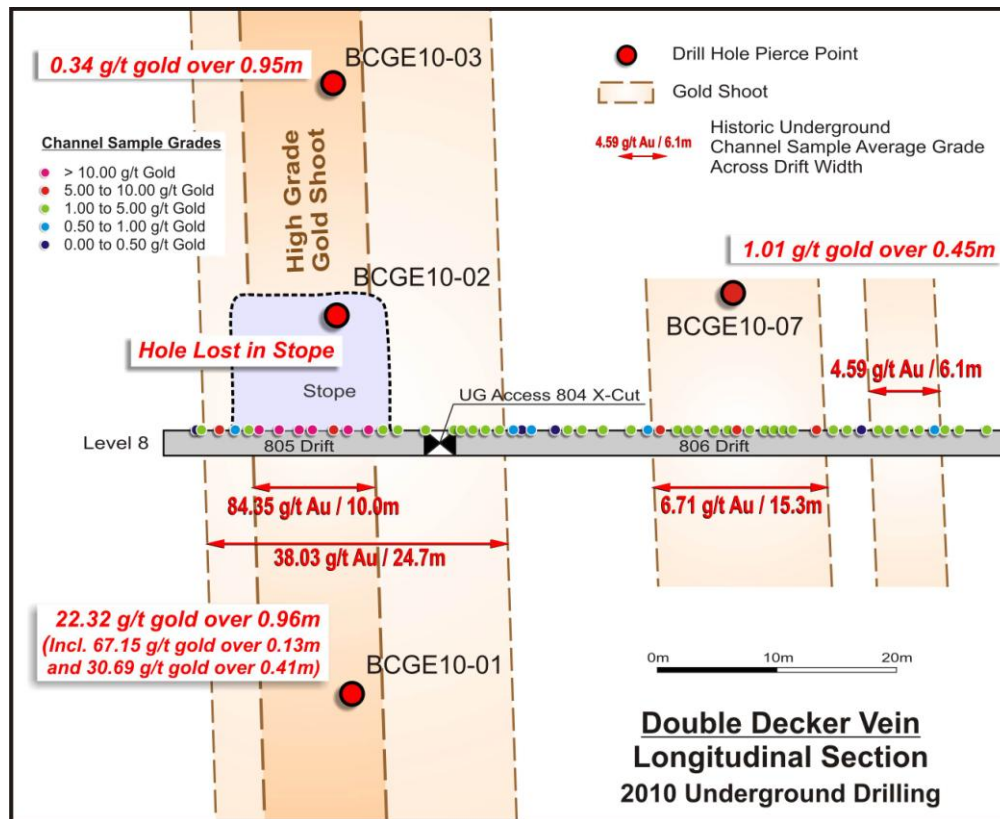 0.34 g/t gold over 0.95m
BCGE10-03
Drill Hole Pierce Point
Gold Shoot
4.59 g/t Au / 6.1m
Historic Underground
Channel Sample Average Grade
Across Drift Width
Channel Sample Grades
> 10.00 g/t Gold
5.00 to 10.00 g/t Gold
1.00 to 5.00 g/t Gold
0.50 to 1.00 g/t Gold
0.00 to 0.50 g/t Gold
High Grade
Gold Shoot
BCGE10-02
Hole Lost in Stope
Stope
1.01 g/t gold over 0.45m
BCGE10-07
4.59 g/t Au / 6.1m
UG Access 804 X-Cut
Level 8
805 Drift
806 Drift
84.35 g/t Au / 10.0m
6.71 g/t Au / 15.3m
38.03 g/t Au / 24.7m
22.32 g/t gold over 0.96m
(Incl. 67.15 g/t gold over 0.13m
and 30.69 g/t gold over 0.41m)
BCGE10-01
0m
10m
20m
Double Decker Vein
Longitudinal Section
2010 Underground Drilling